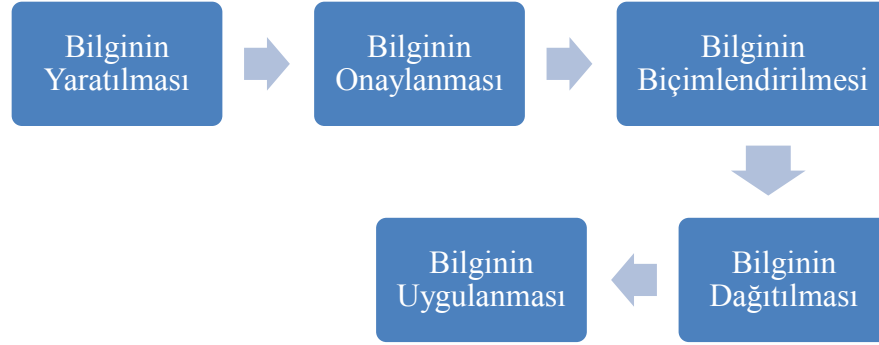 Bilginin
Yaratılması
Bilginin
Onaylanması
Bilginin
Biçimlendirilmesi
Bilginin
Dağıtılması
Bilginin
Uygulanması